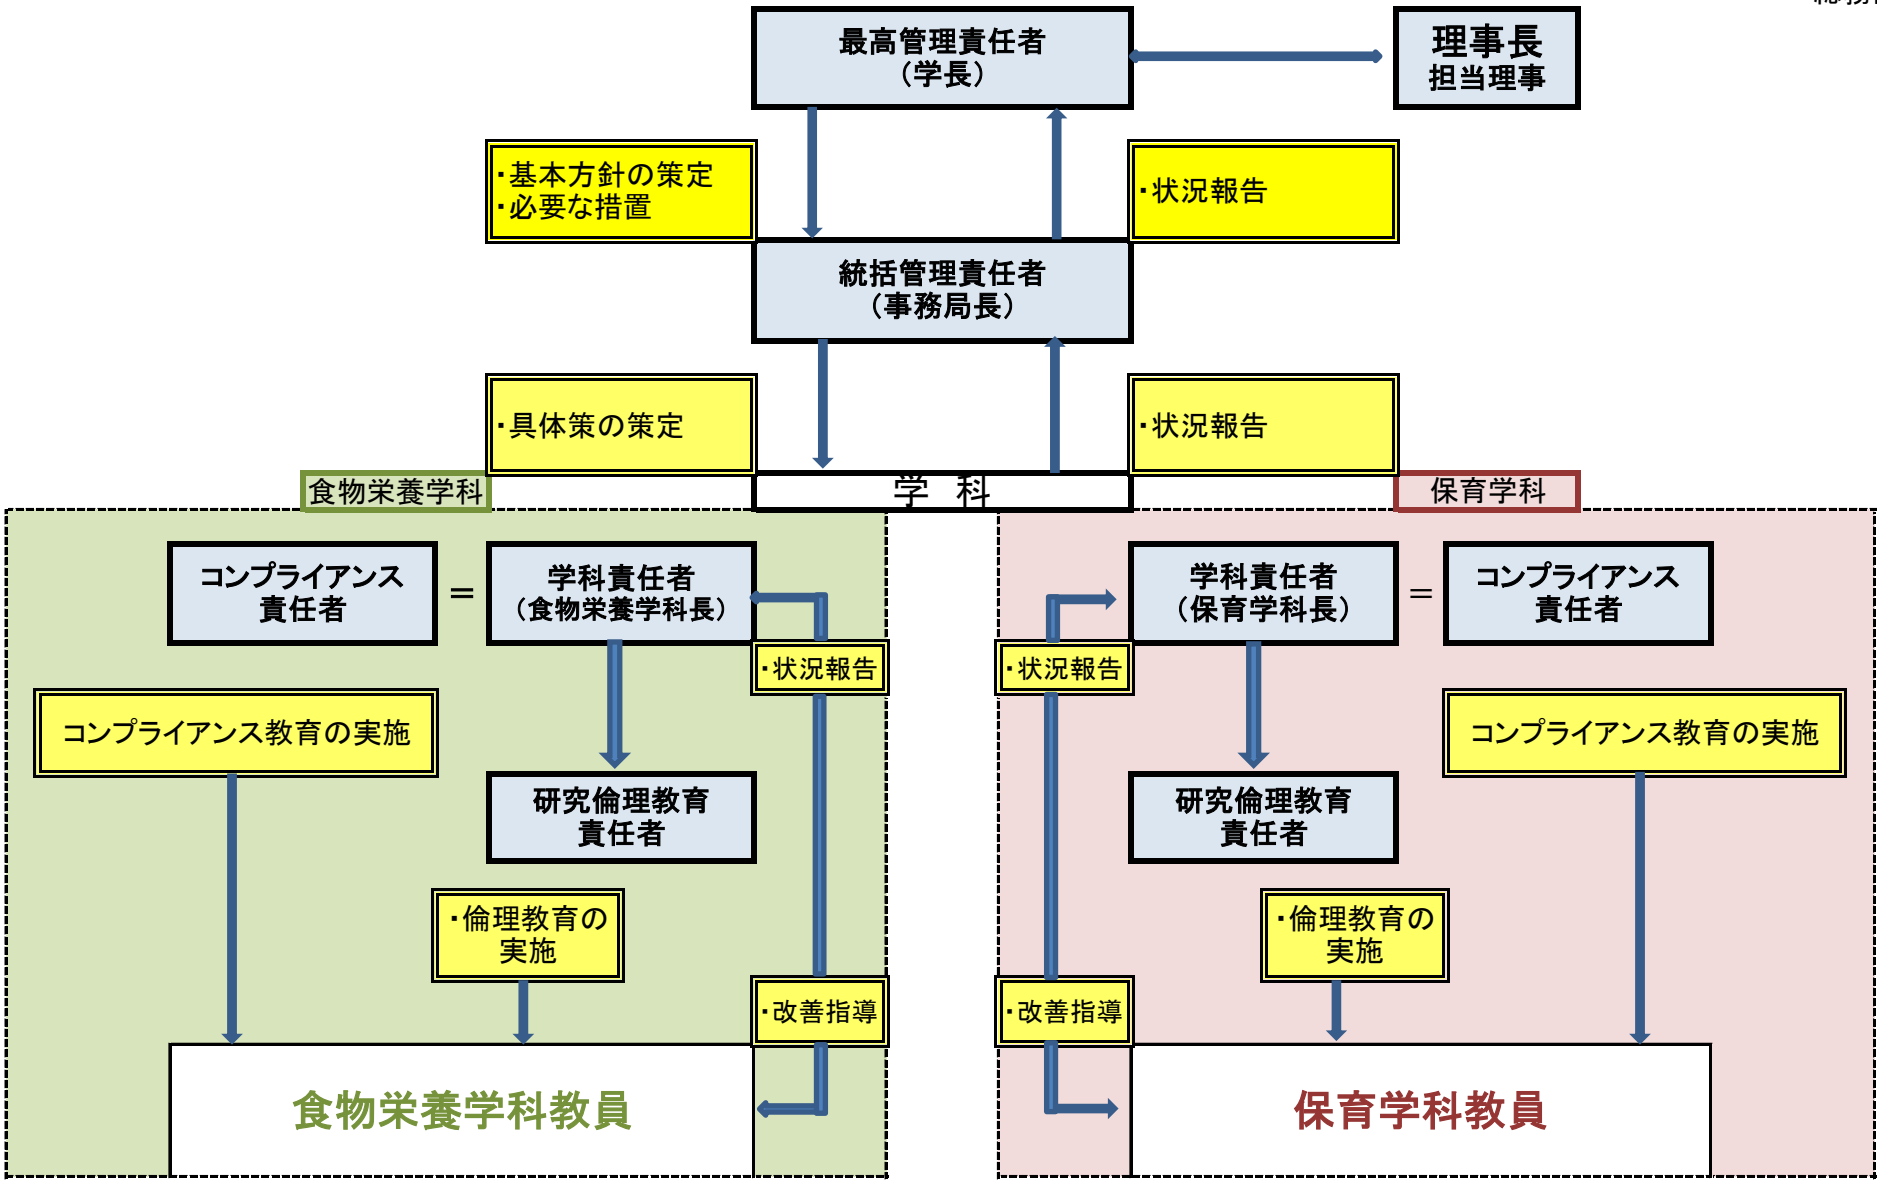 最高管理責任者
（学長）
理事長
担当理事
・基本方針の策定
・必要な措置
・状況報告
統括管理責任者
（事務局長）
・具体策の策定
・状況報告
食物栄養学科
学 科
保育学科
コンプライアンス
責任者
＝
学科責任者
（食物栄養学科長）
学科責任者
（保育学科長）
＝
コンプライアンス
責任者
・状況報告
・状況報告
コンプライアンス教育の実施
コンプライアンス教育の実施
研究倫理教育
責任者
研究倫理教育
責任者
・倫理教育の
実施
・倫理教育の
実施
・改善指導
・改善指導
食物栄養学科教員
保育学科教員